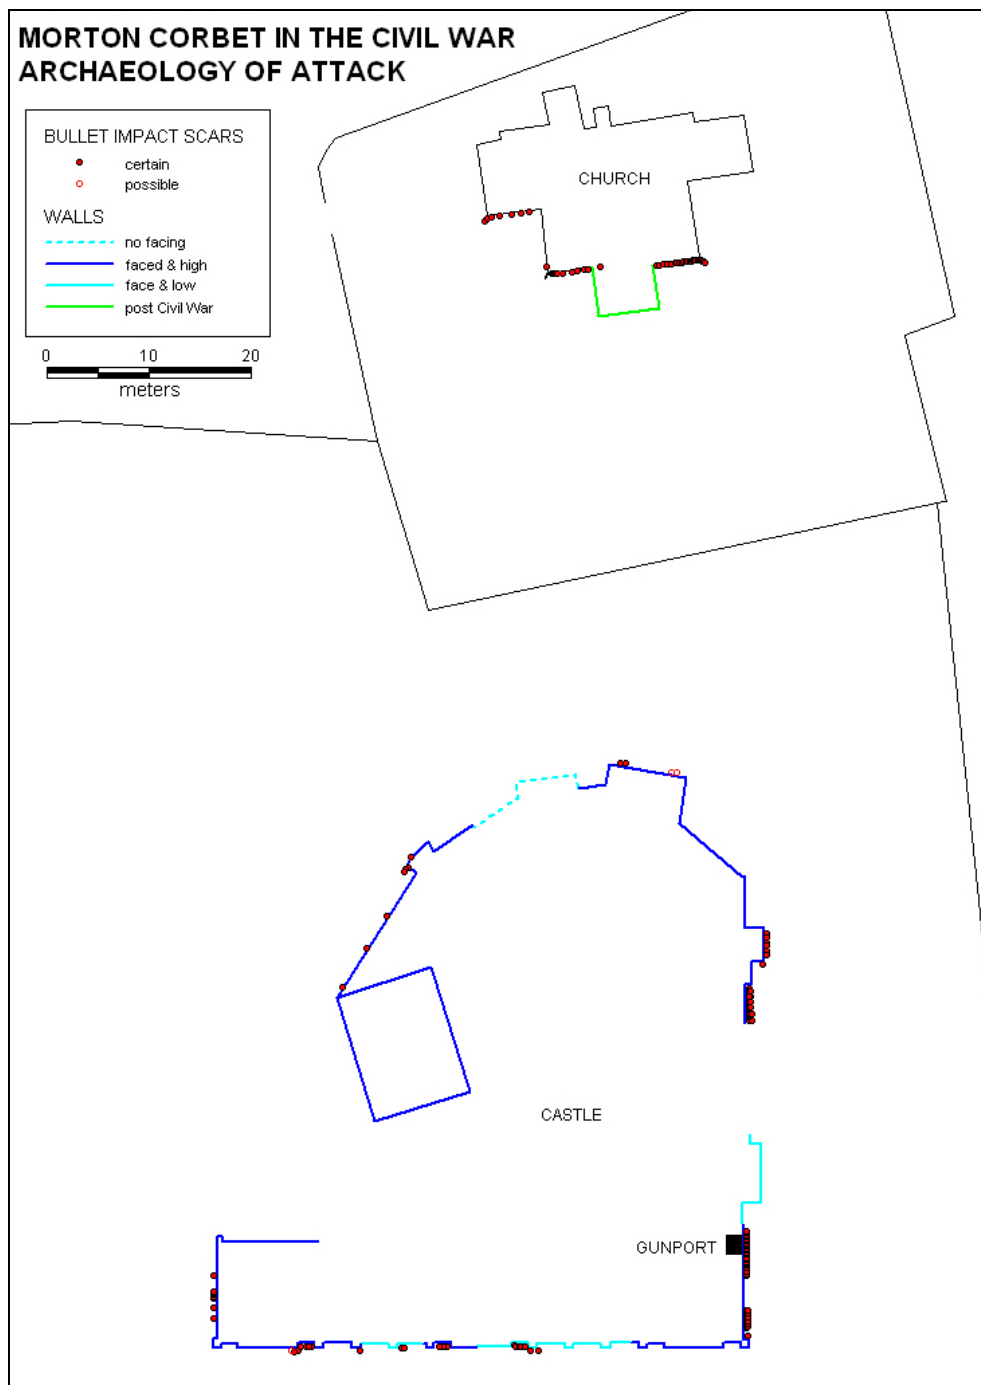 MORTON CORBET IN THE CIVIL WAR
ARCHAEOLOGY OF ATTACK
BULLET IMPACT SCARS
certain
possible
WALLS
no facing
faced & high
face & low
post Civil War
0 10 20
meters
CHURCH
CASTLE
GUNPORT